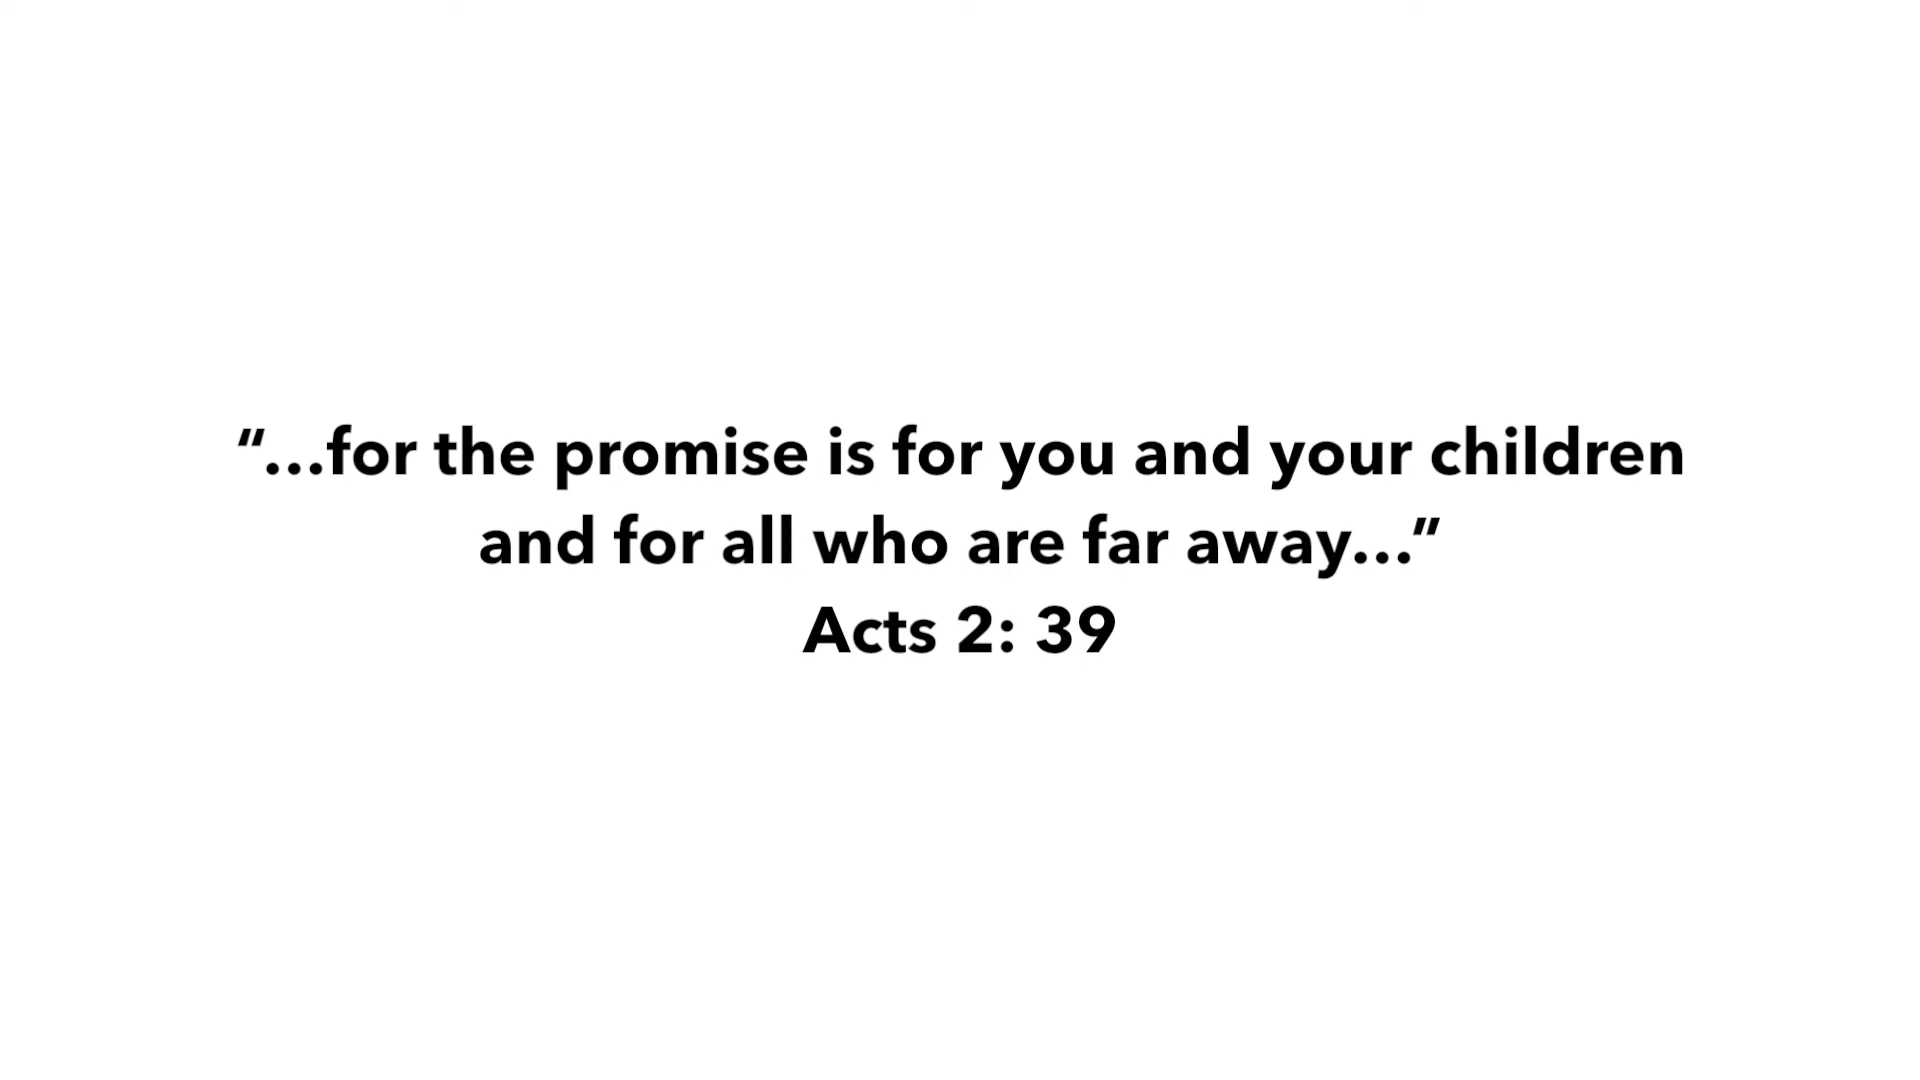 “…for the promise is for you and your children
and for all who are far away…”
Acts 2: 39